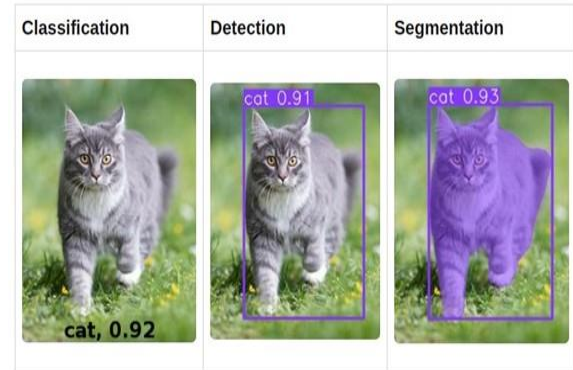 Classification
Detection
Segmentation
cat 0.91
cat 0.93
cat, 0.92